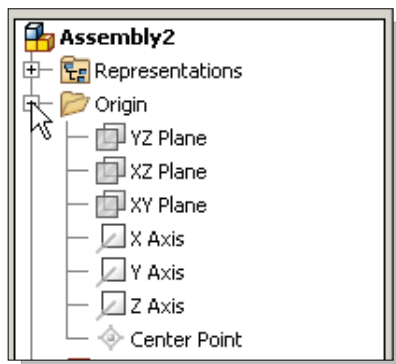 Assembly2
Representations
Origin
YZ Plane
XZ Plane
XY Plane
X Axis
Y Axis
Z Axis
Center Point